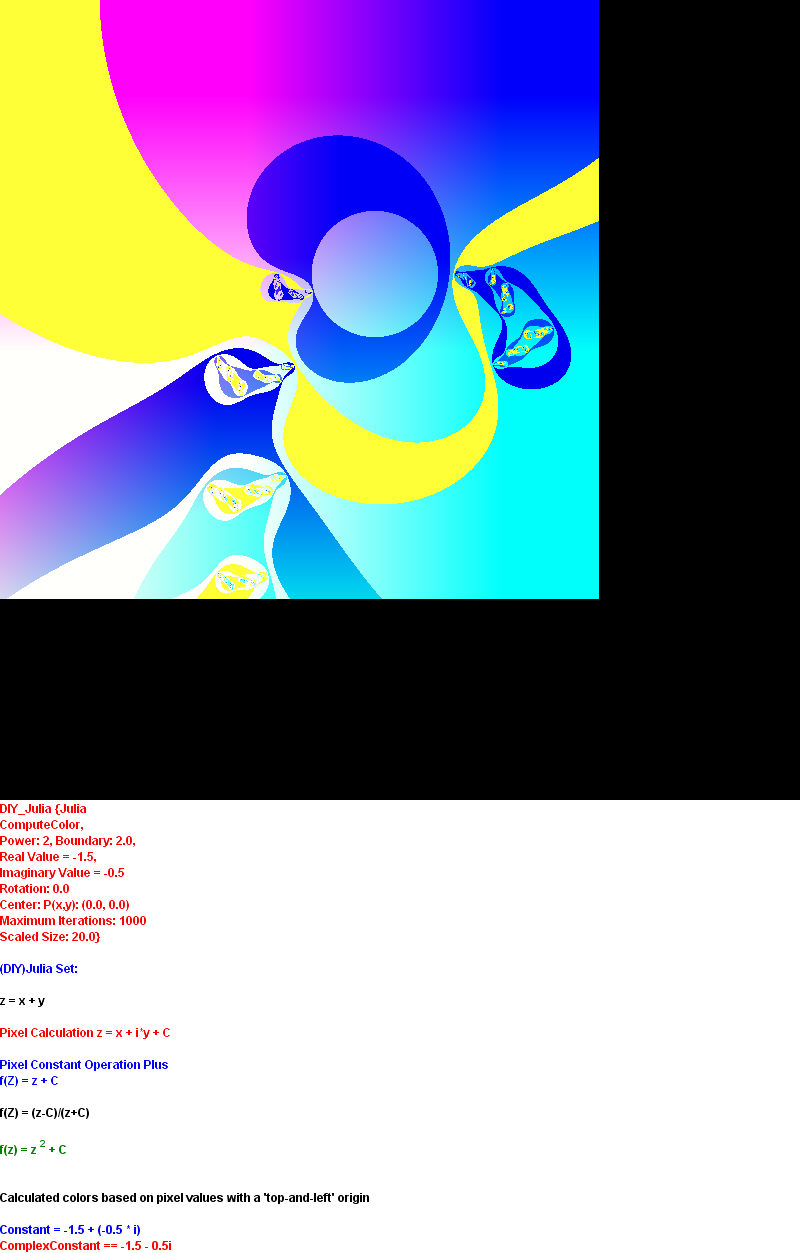 DIY_Julia {Julia
ComputeColor,
Power: 2, Boundary: 2.0,
Real Value = -1.5,
Imaginary Value = -0.5
Rotation: 0.0
Center: P(x,y): (0.0, 0.0)
Maximum Iterations: 1000
Scaled Size: 20.0}
(DIY)Julia Set:
z = x + y
Pixel Calculation z = x + i*y + C
Pixel Constant Operation Plus
f(Z) = z + C
f(Z) = (z-C)/(z+C)
f(z) = z 2 + C
Calculated colors based on pixel values with a 'top-and-left' origin
Constant = -1.5 + (-0.5 * i)
ComplexConstant == -1.5 - 0.5i